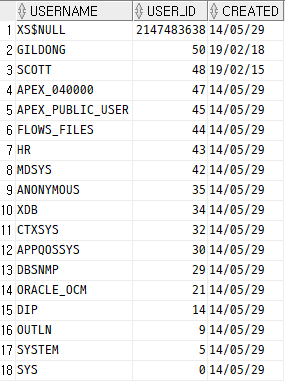 USERNAME USER_ID CREATED
1 XS$NULL 2147483638 14/05/29
2 GILDONG 50 19/02/18
3 SCOTT 48 19/02/15
4 APEX_040000 47 14/05/29
5 APEX_PUBLIC_USER 45 14/05/29
6 FLOWS_FILES 44 14/05/29
7 HR 43 14/05/29
8 MDSYS 42 14/05/29
9 ANONYMOUS 35 14/05/29
10 XDB 34 14/05/29
11 CTXSYS 32 14/05/29
12 APPQOSSYS 30 14/05/29
13 DBSNMP 29 14/05/29
14 ORACLE_OCM 21 14/05/29
15 DIP 14 14/05/29
16 OUTLN 9 14/05/29
17 SYSTEM 5 14/05/29
18 SYS 0 14/05/29